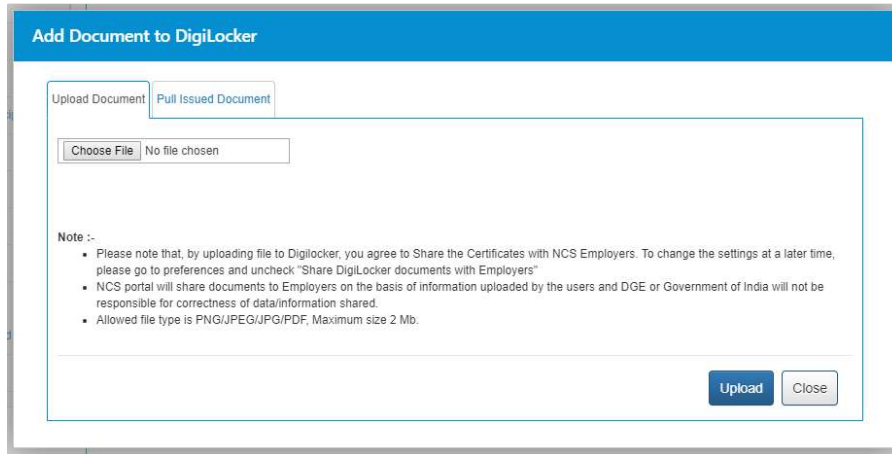 Add Document to DigiLocker
Upload Document
Pull Issued Document
Choose File No file chosen
Note :-
Please note that, by uploading file to Digilocker, you agree to Share the Certificates with NCS Employers. To change the settings at a later time,
please go to preferences and uncheck "Share DigiLocker documents with Employers"
NCS portal will share documents to Employers on the basis of information uploaded by the users and DGE or Government of India will not be
responsible for correctness of data/information shared.
Allowed file type is PNG/JPEG/JPG/PDF, Maximum size 2 Mb.
Upload
Close